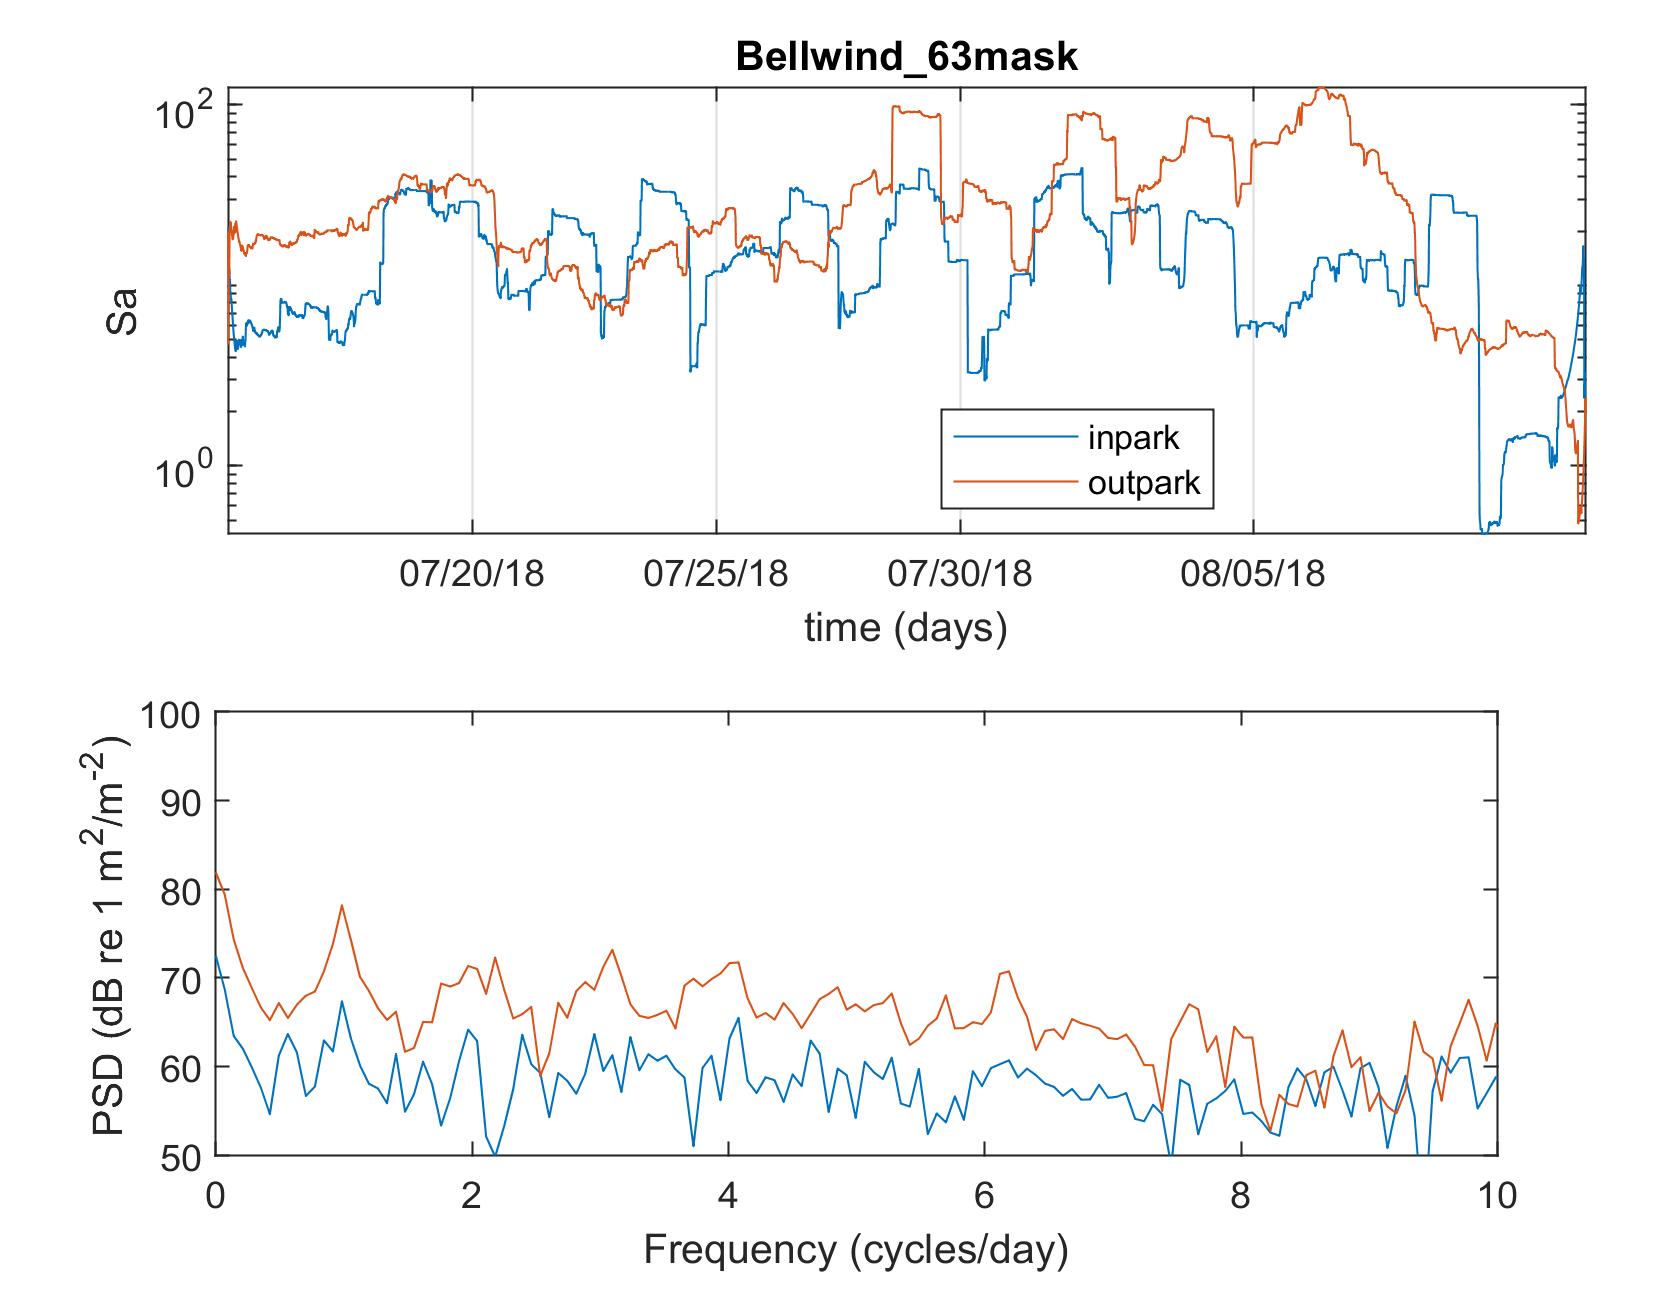 Bellwind_63mask
10^2
10^0
Sa
inpark
outpark
07/20/18 07/25/18 07/30/18 08/05/18
time (days)
100
90
80
70
60
50
PSD (dB re 1 m^2/m^-2)
0 2 4 6 8 10
Frequency (cycles/day)